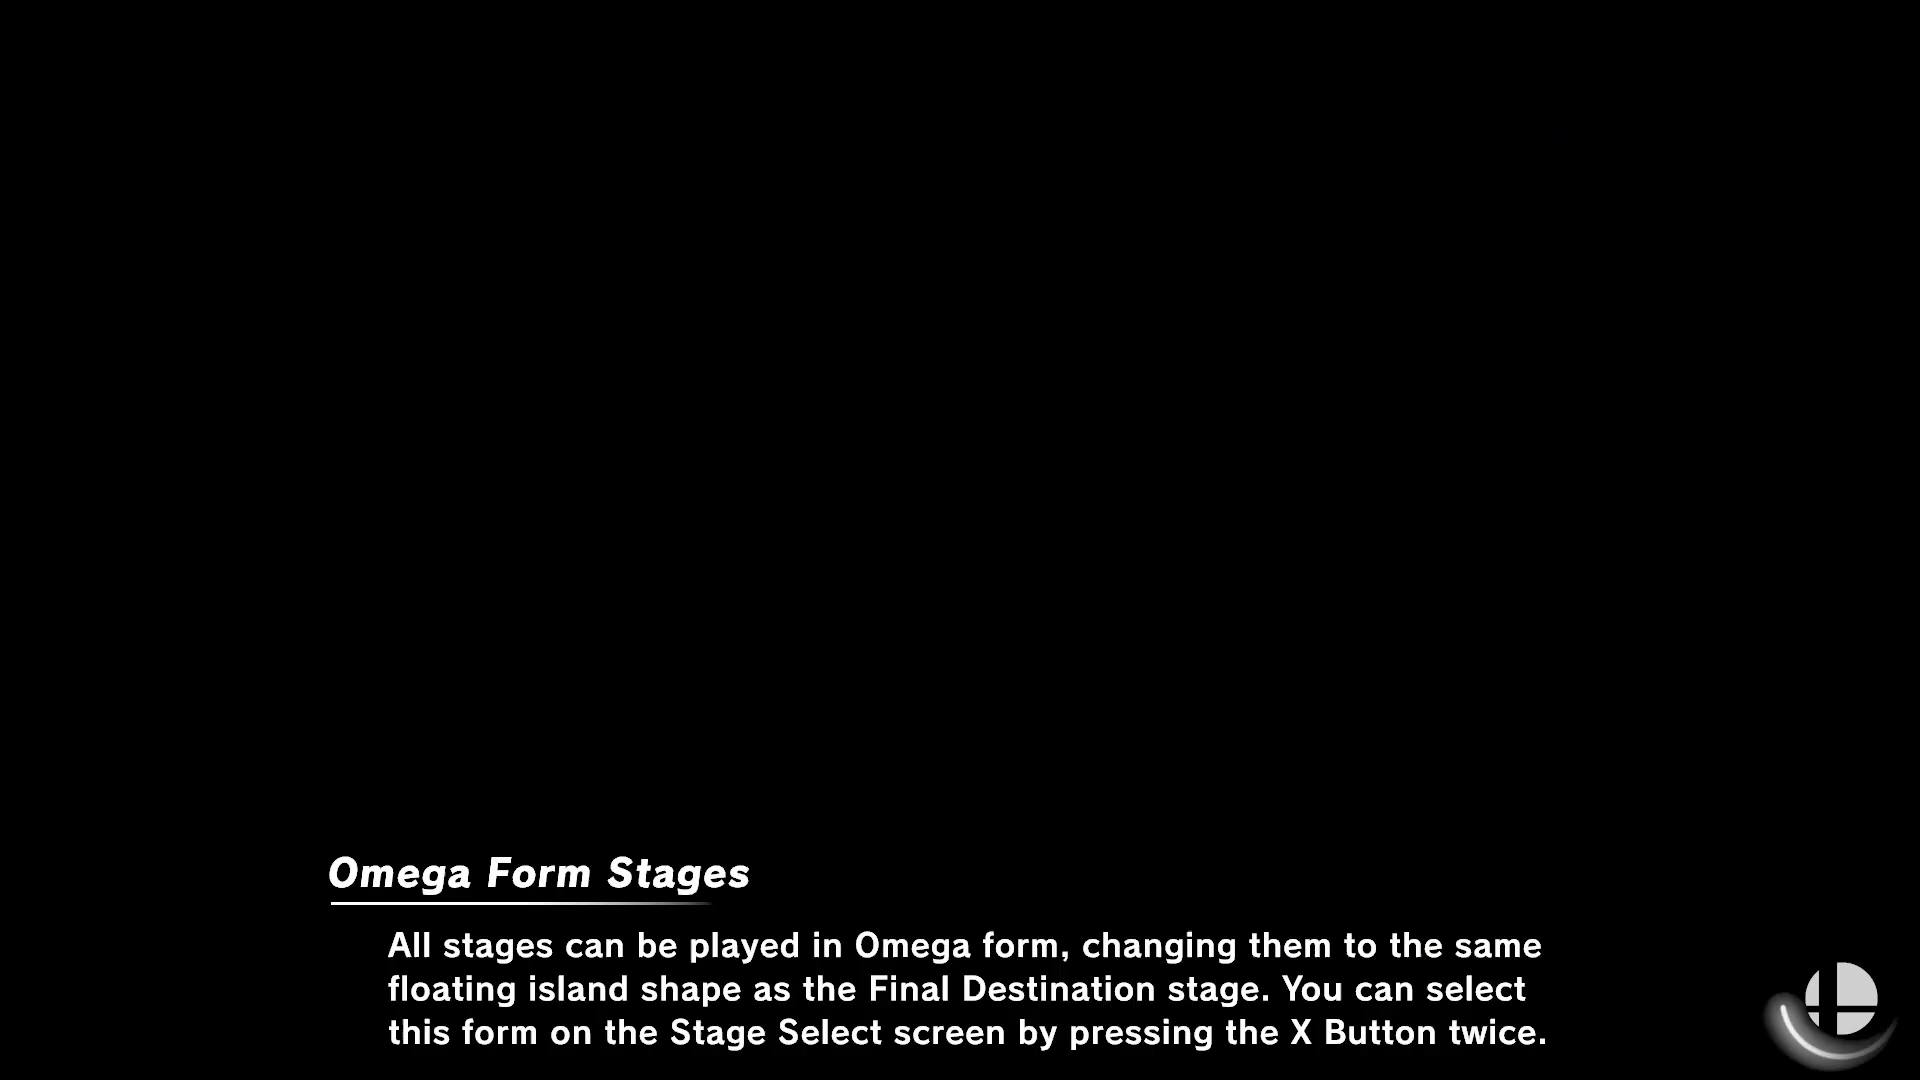 Omega Form Stages
All stages can be played in Omega form, changing them to the same
floating island shape as the Final Destination stage. You can select
this form on the Stage Select screen by pressing the X Button twice.